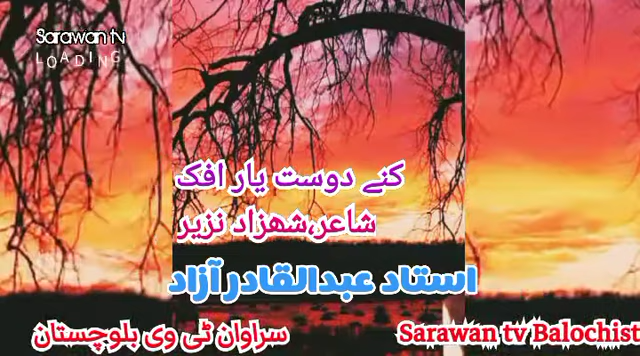 Sarawan tv
LOADING
کنے دوست یار افک
شاعر،شهزاد نزیر
استاد عبدالقادر آزاد
سراوان ٹی وی بلوچستان
Sarawan tv Balochist